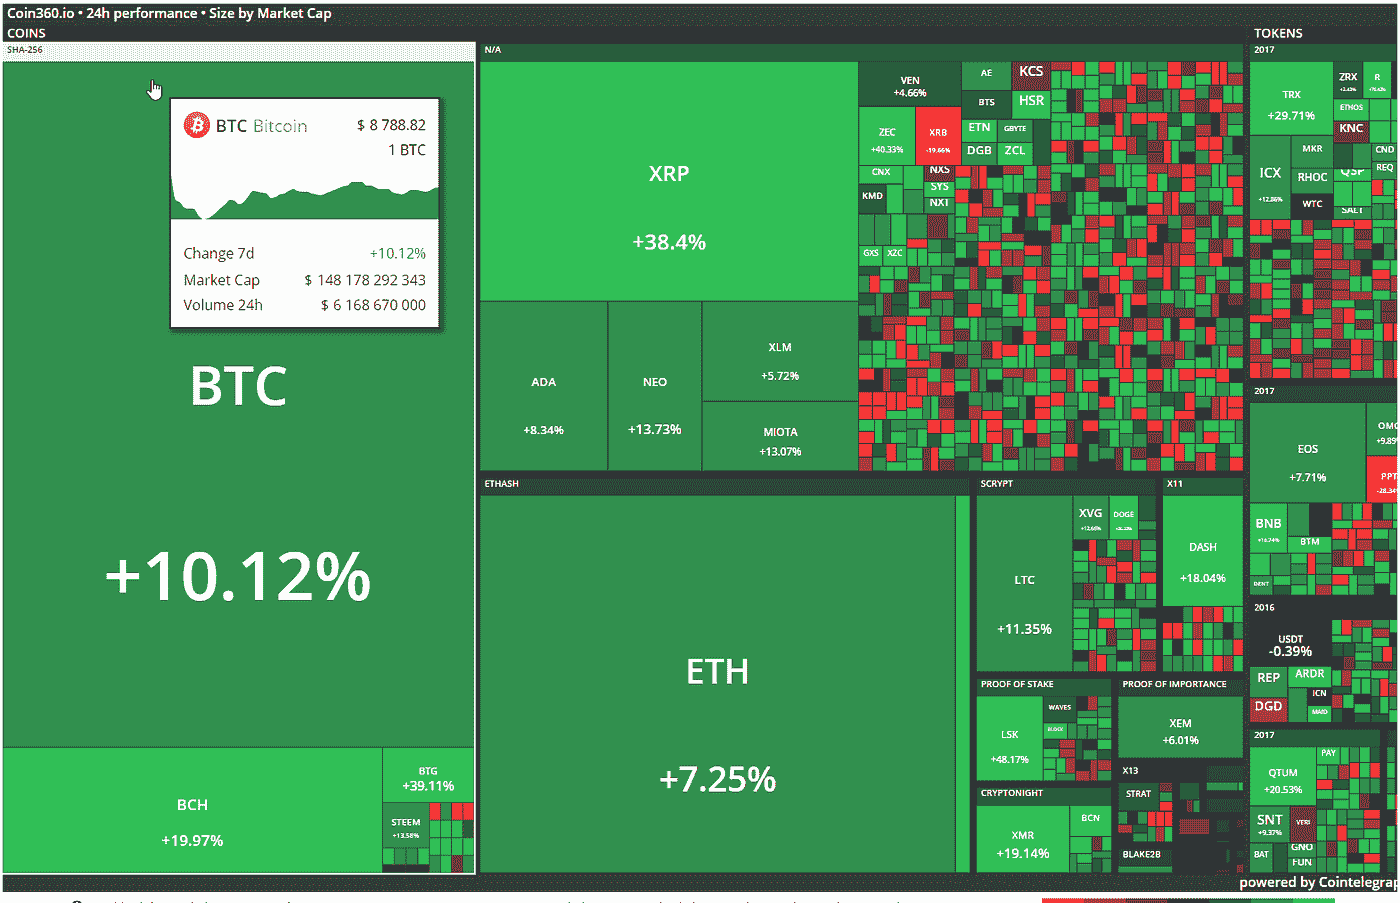 Coin360.io • 24h performance • Size by Market Cap
COINS
SHA-256
BTC Bitcoin
$ 8 788.82
1 BTC
Change 7d
+10.12%
Market Cap
$ 148 178 292 343
Volume 24h
$ 6 168 670 000
BTC
+10.12%
BCH
+19.97%
BTG
+39.11%
STEEM
+13.58%
N/A
XRP
+38.4%
ADA
+8.34%
NEO
+13.73%
XLM
+5.72%
MIOTA
+13.07%
VEN
+4.66%
ZEC
+40.33%
XRB
-19.66%
AE
KCS
BTS
HSR
ETN
GBYTE
DGB
ZCL
CNX
NXS
SYS
KMD
NXT
GXS
XZC
ETHASH
ETH
+7.25%
SCRYPT
LTC
+11.35%
XVG
+12.66%
DOGE
X11
DASH
+18.04%
PROOF OF STAKE
LSK
+48.17%
WAVES
BLOCK
PROOF OF IMPORTANCE
XEM
+6.01%
CRYPTONIGHT
XMR
+19.14%
BCN
X13
STRAT
BLAKE2B
TOKENS
2017
TRX
+29.71%
ZRX
R
ETHOS
KNC
ICX
+12.86%
MKR
CND
RHOC
QSP
REQ
WTC
SALT
2017
EOS
+7.71%
OMG
+9.89
PPT
-28.34
BNB
+15.74%
BTM
DENT
2016
USDT
-0.39%
REP
ARDR
ICN
DGD
MAID
2017
QTUM
+20.53%
PAY
SNT
+9.37%
VERI
BAT
GNO
FUN
powered by Cointelegrap